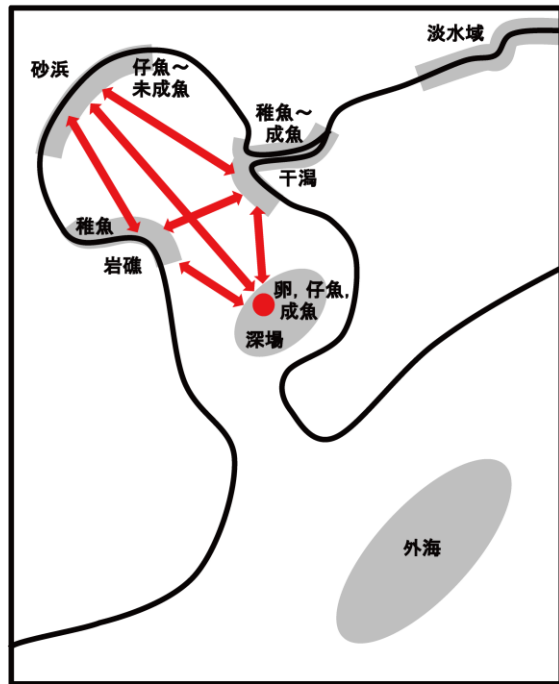 淡水域
砂浜
仔魚～
未成魚
稚魚～
成魚
干潟
稚魚
岩礁
卵, 仔魚,
成魚
深場
外海